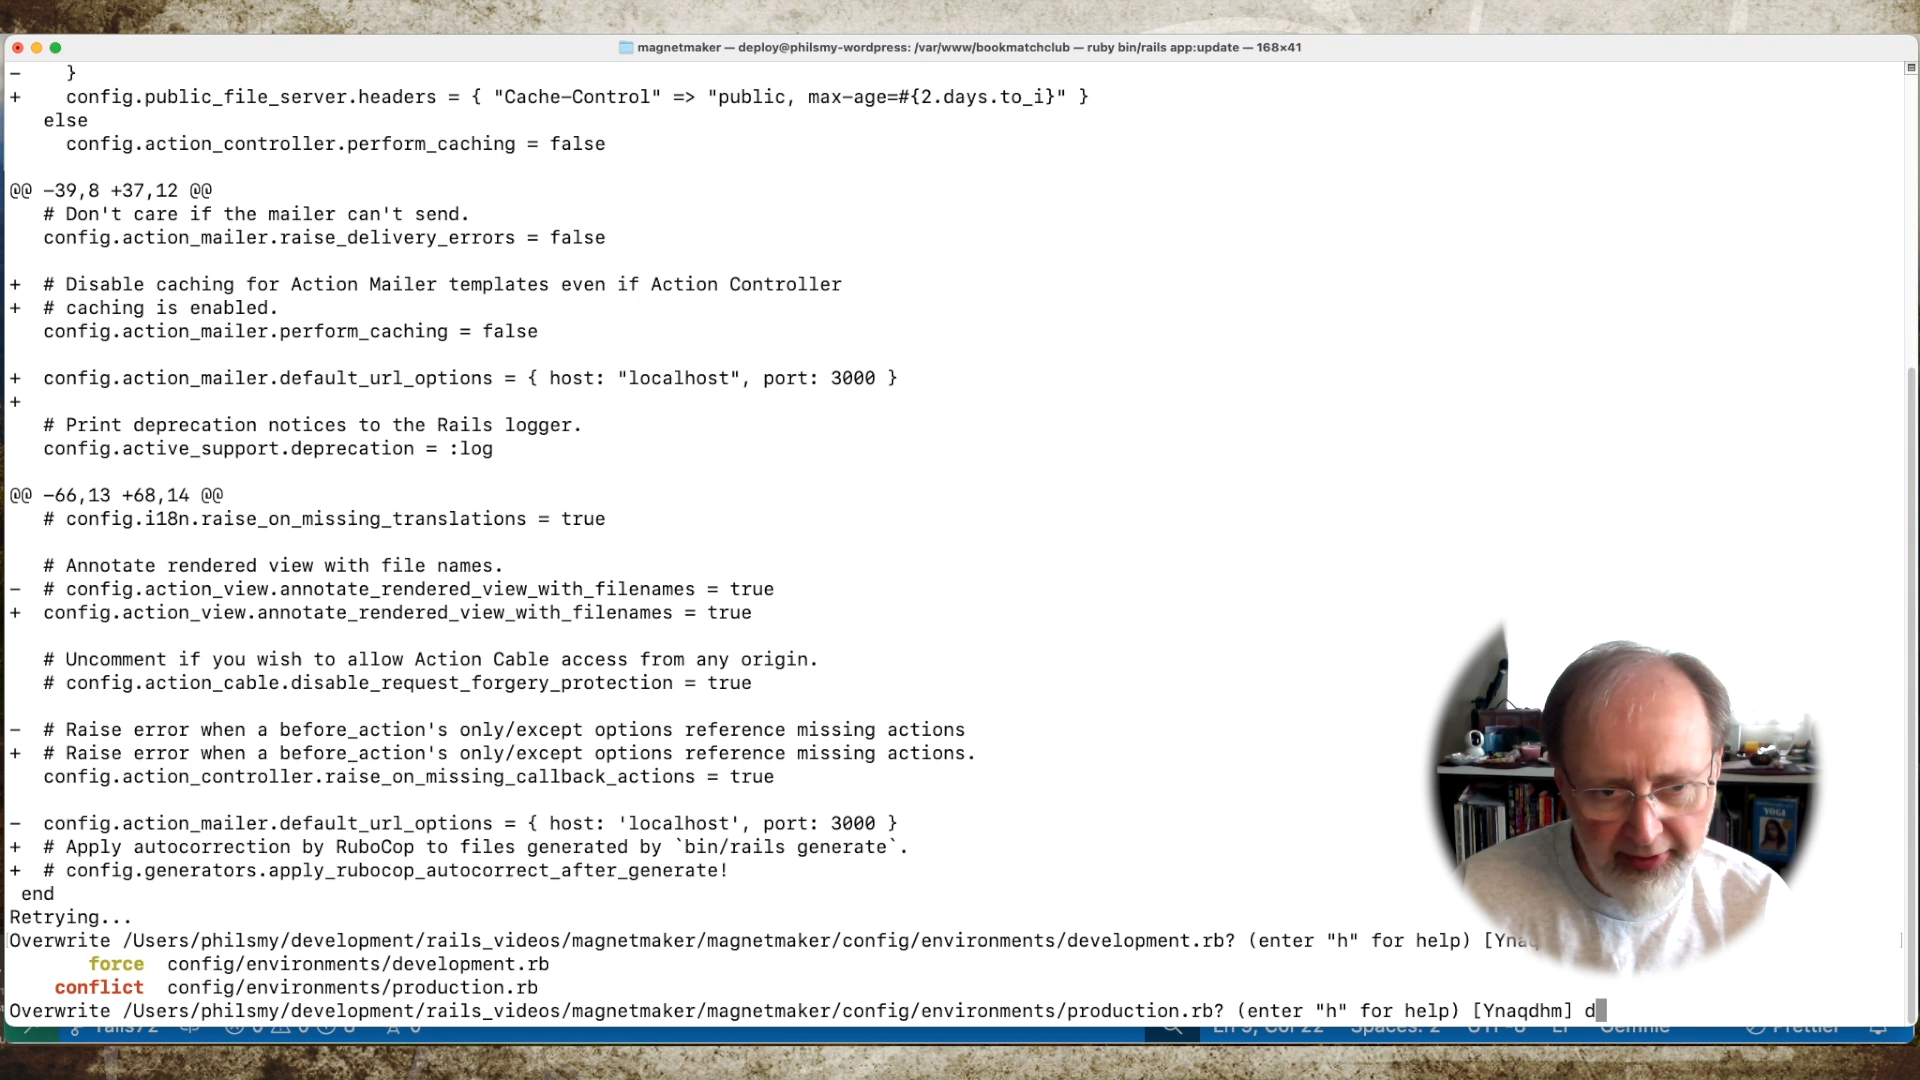 magnetmaker — deploy@philsmy-wordpress: /var/www/bookmatchclub — ruby bin/rails app:update — 168×41
-    }
+    config.public_file_server.headers = { "Cache-Control" => "public, max-age=#{2.days.to_i}" }
   else
     config.action_controller.perform_caching = false
@@ -39,8 +37,12 @@
   # Don't care if the mailer can't send.
   config.action_mailer.raise_delivery_errors = false
+  # Disable caching for Action Mailer templates even if Action Controller
+  # caching is enabled.
   config.action_mailer.perform_caching = false
+  config.action_mailer.default_url_options = { host: "localhost", port: 3000 }
+
   # Print deprecation notices to the Rails logger.
   config.active_support.deprecation = :log
@@ -66,13 +68,14 @@
   # config.i18n.raise_on_missing_translations = true
   # Annotate rendered view with file names.
-  # config.action_view.annotate_rendered_view_with_filenames = true
+  config.action_view.annotate_rendered_view_with_filenames = true
   # Uncomment if you wish to allow Action Cable access from any origin.
   # config.action_cable.disable_request_forgery_protection = true
-  # Raise error when a before_action's only/except options reference missing actions
+  # Raise error when a before_action's only/except options reference missing actions.
   config.action_controller.raise_on_missing_callback_actions = true
-  config.action_mailer.default_url_options = { host: 'localhost', port: 3000 }
+  # Apply autocorrection by RuboCop to files generated by `bin/rails generate`.
+  # config.generators.apply_rubocop_autocorrect_after_generate!
 end
Retrying...
Overwrite /Users/philsmy/development/rails_videos/magnetmaker/magnetmaker/config/environments/development.rb? (enter "h" for help) [Ynaq
       force  config/environments/development.rb
    conflict  config/environments/production.rb
Overwrite /Users/philsmy/development/rails_videos/magnetmaker/magnetmaker/config/environments/production.rb? (enter "h" for help) [Ynaqdhm] d
YOGI